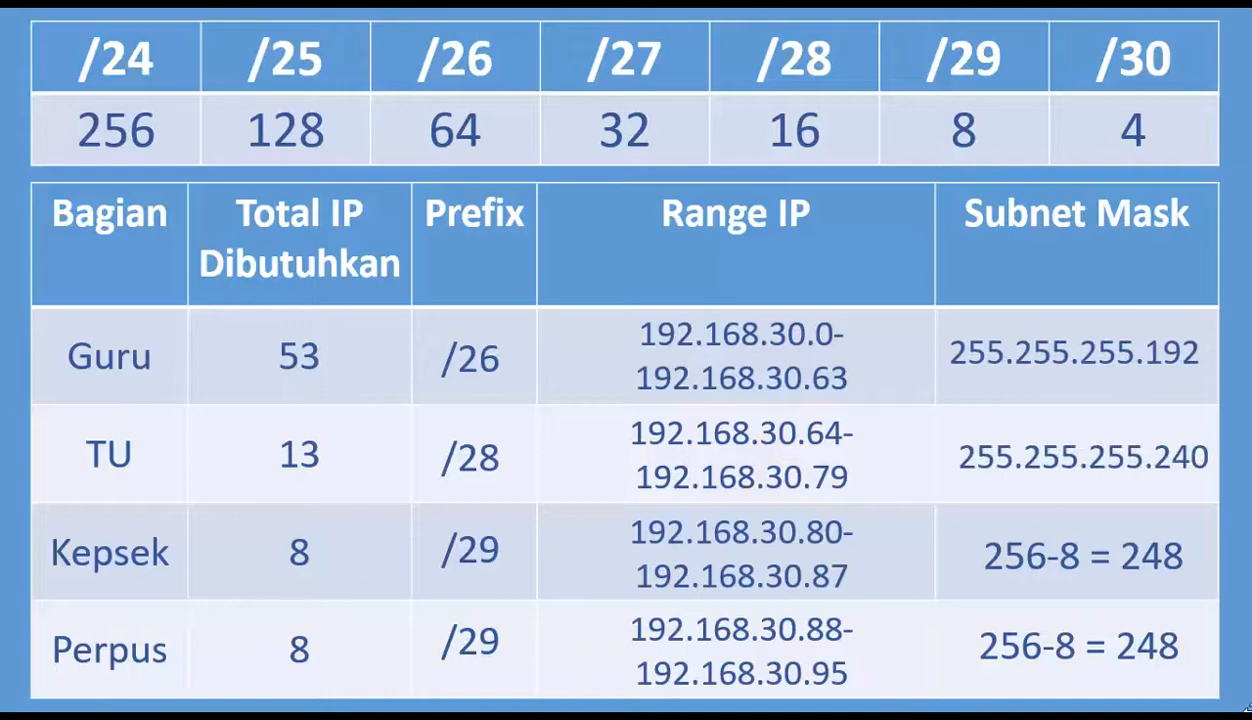 /24 /25 /26 /27 /28 /29 /30
256 128 64 32 16 8 4
Bagian Total IP Dibutuhkan Prefix Range IP Subnet Mask
Guru 53 /26 192.168.30.0-192.168.30.63 255.255.255.192
TU 13 /28 192.168.30.64-192.168.30.79 255.255.255.240
Kepsek 8 /29 192.168.30.80-192.168.30.87 256-8 = 248
Perpus 8 /29 192.168.30.88-192.168.30.95 256-8 = 248